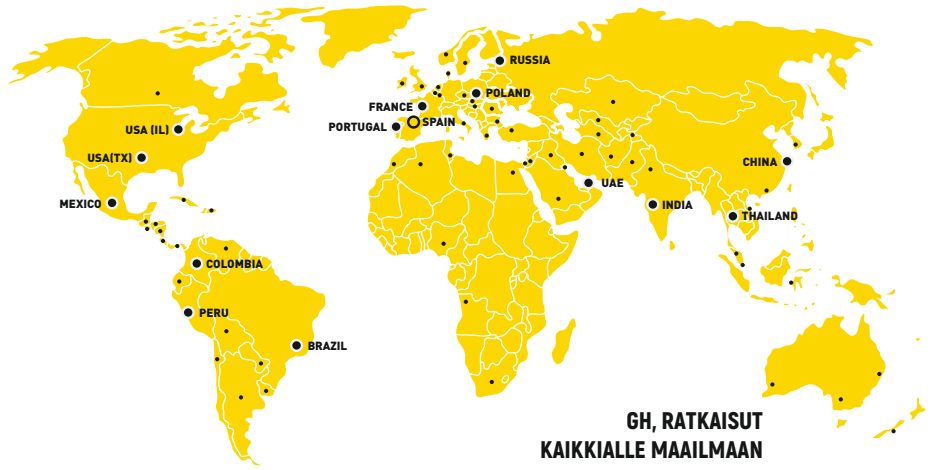 RUSSIA
POLAND
FRANCE
SPAIN
PORTUGAL
USA (IL)
USA(TX)
CHINA
UAE
MEXICO
INDIA
THAILAND
COLOMBIA
PERU
BRAZIL
GH, RATKAISUT
KAIKKIALLE MAAILMAAN